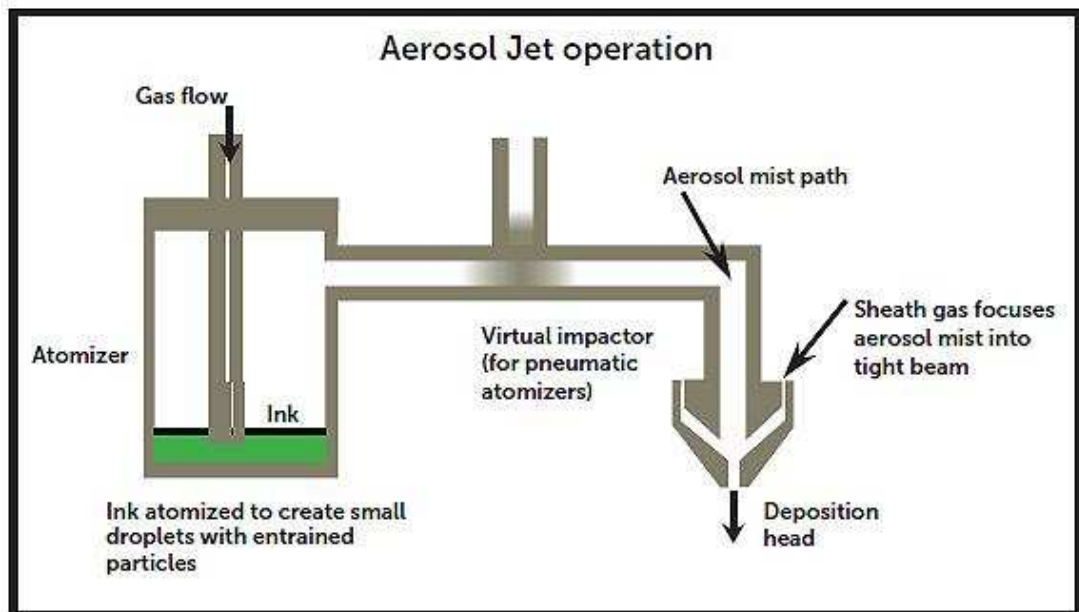 Aerosol Jet operation
Gas flow
Aerosol mist path
Sheath gas focuses
aerosol mist into
tight beam
Virtual impactor
(for pneumatic
atomizers)
Atomizer
Ink
Ink atomized to create small
droplets with entrained
particles
Deposition
head